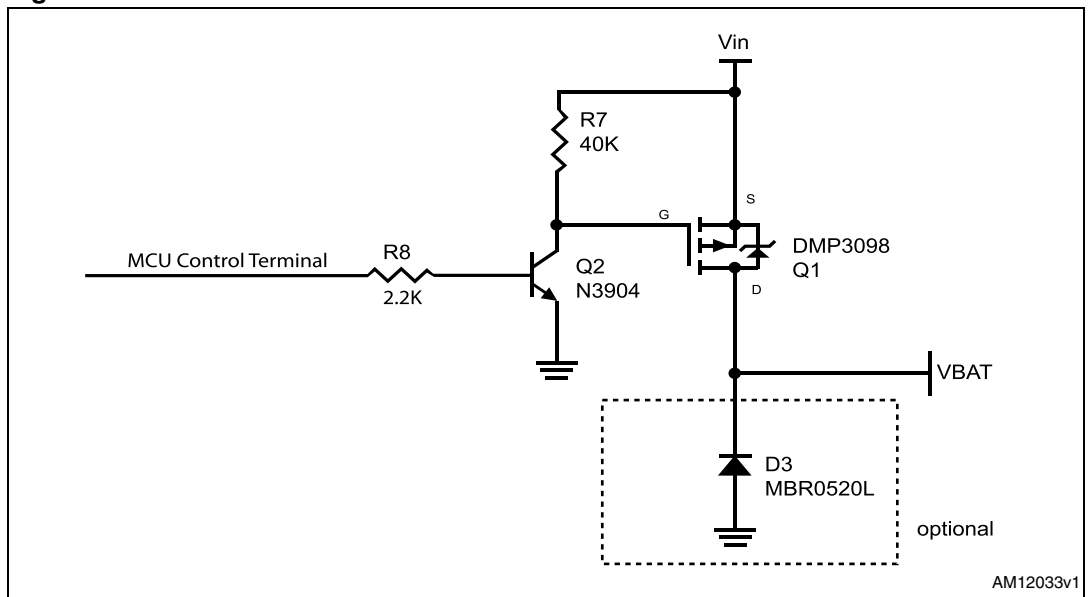 Vin
R7
40K
S
G
DMP3098
Q1
MCU Control Terminal
R8
2.2K
Q2
N3904
D
VBAT
D3
MBR0520L
optional
AM12033v1